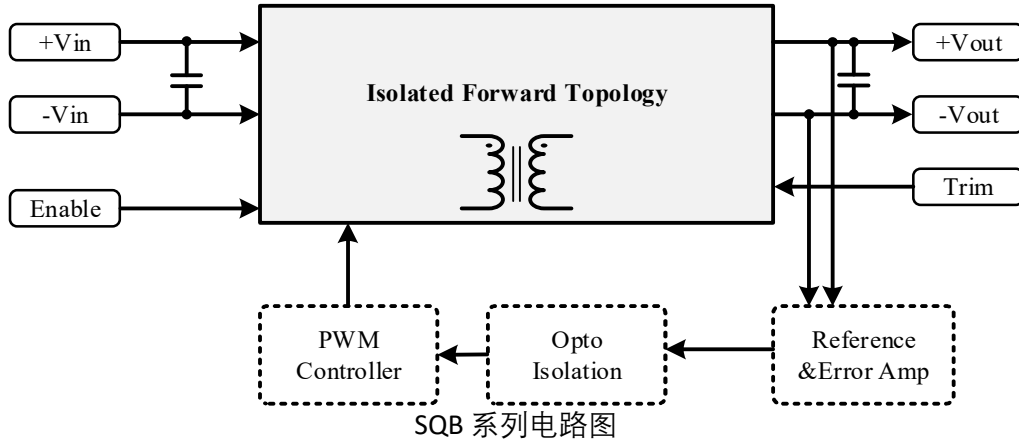 +Vin
-Vin
Enable
Isolated Forward Topology
+Vout
-Vout
Trim
PWM
Controller
Opto
Isolation
Reference
&Error Amp
SQB 系列电路图